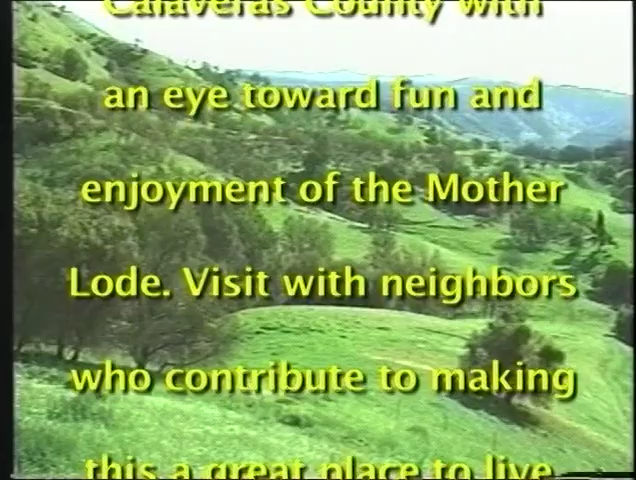 Calaveras County with
an eye toward fun and
enjoyment of the Mother
Lode. Visit with neighbors
who contribute to making
this a great place to live